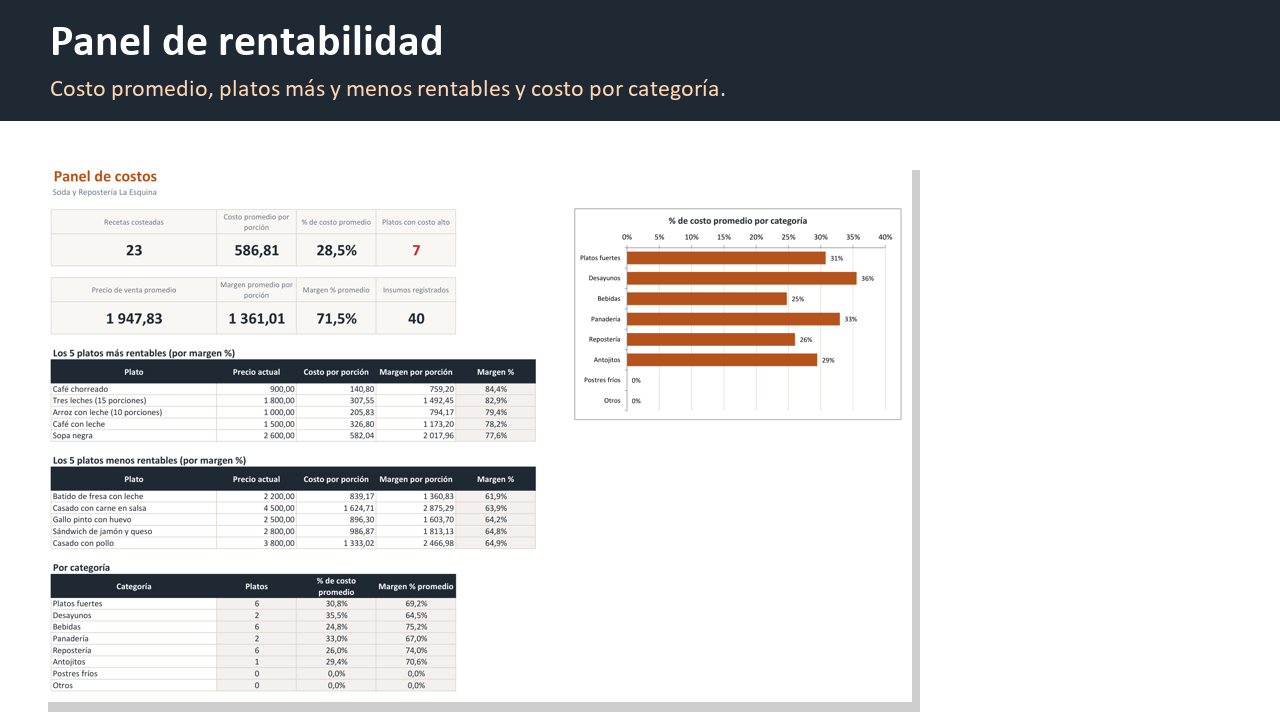 Panel de rentabilidad
Costo promedio, platos más y menos rentables y costo por categoría.
Panel de costos
Soda y Repostería La Esquina
Recetas costeadas
Costo promedio por porción
% de costo promedio
Platos con costo alto
23
586,81
28,5%
7
Precio de venta promedio
Margen promedio por porción
Margen % promedio
Insumos registrados
1 947,83
1 361,01
71,5%
40
Los 5 platos más rentables (por margen %)
Plato Precio actual Costo por porción Margen por porción Margen %
Café chorreado 900,00 140,80 759,20 84,4%
Tres leches (15 porciones) 1 800,00 307,55 1 492,45 82,9%
Arroz con leche (10 porciones) 1 000,00 205,83 794,17 79,4%
Café con leche 1 500,00 326,80 1 173,20 78,2%
Sopa negra 2 600,00 582,04 2 017,96 77,6%
Los 5 platos menos rentables (por margen %)
Plato Precio actual Costo por porción Margen por porción Margen %
Batido de fresa con leche 2 200,00 839,17 1 360,83 61,9%
Casado con carne en salsa 4 500,00 1 624,71 2 875,29 63,9%
Gallo pinto con huevo 2 500,00 896,30 1 603,70 64,2%
Sándwich de jamón y queso 2 800,00 986,87 1 813,13 64,8%
Casado con pollo 3 800,00 1 333,02 2 466,98 64,9%
Por categoría
Categoría Platos % de costo promedio Margen % promedio
Platos fuertes 6 30,8% 69,2%
Desayunos 2 35,5% 64,5%
Bebidas 6 24,8% 75,2%
Panadería 2 33,0% 67,0%
Repostería 6 26,0% 74,0%
Antojitos 1 29,4% 70,6%
Postres fríos 0 0,0% 0,0%
Otros 0 0,0% 0,0%
% de costo promedio por categoría
0% 5% 10% 15% 20% 25% 30% 35% 40%
Platos fuertes 31%
Desayunos 36%
Bebidas 25%
Panadería 33%
Repostería 26%
Antojitos 29%
Postres fríos 0%
Otros 0%